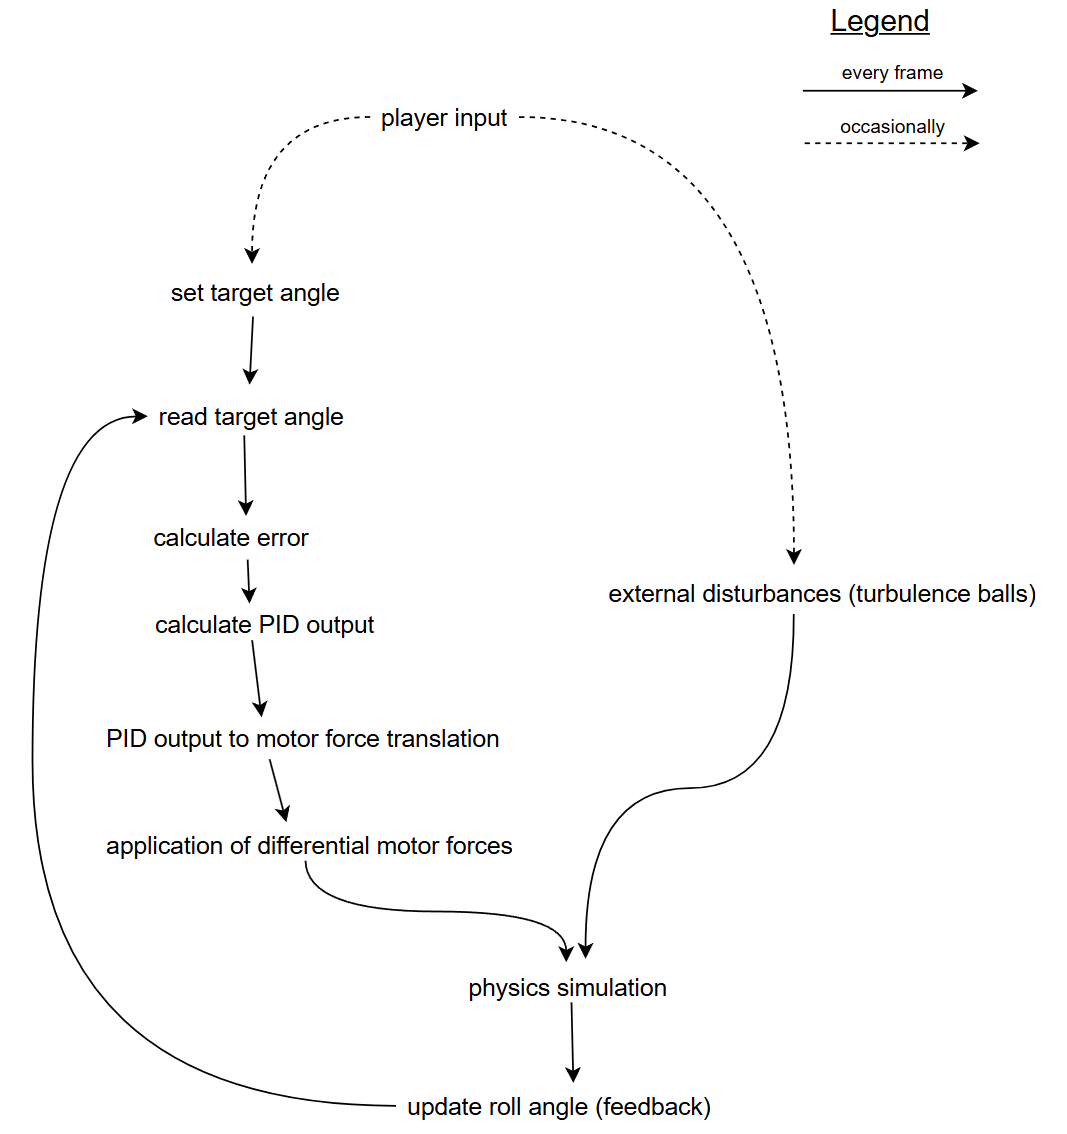 Legend
every frame
occasionally
player input
set target angle
read target angle
calculate error
calculate PID output
PID output to motor force translation
application of differential motor forces
external disturbances (turbulence balls)
physics simulation
update roll angle (feedback)